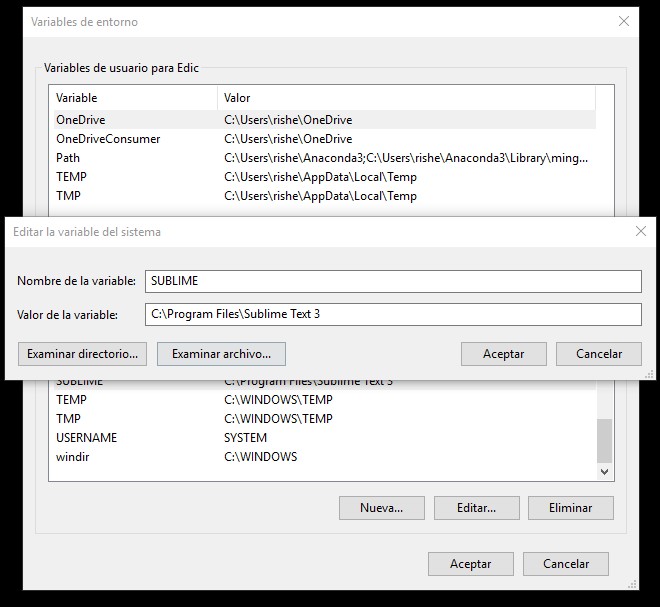 Variables de entorno
Variables de usuario para Edic
Variable Valor
OneDrive C:\Users\rishe\OneDrive
OneDriveConsumer C:\Users\rishe\OneDrive
Path C:\Users\rishe\Anaconda3;C:\Users\rishe\Anaconda3\Library\ming...
TEMP C:\Users\rishe\AppData\Local\Temp
TMP C:\Users\rishe\AppData\Local\Temp
Editar la variable del sistema
Nombre de la variable: SUBLIME
Valor de la variable: C:\Program Files\Sublime Text 3
Examinar directorio... Examinar archivo... Aceptar Cancelar
SUBLIME C:\Program Files\Sublime Text 3
TEMP C:\WINDOWS\TEMP
TMP C:\WINDOWS\TEMP
USERNAME SYSTEM
windir C:\WINDOWS
Nueva... Editar... Eliminar
Aceptar Cancelar